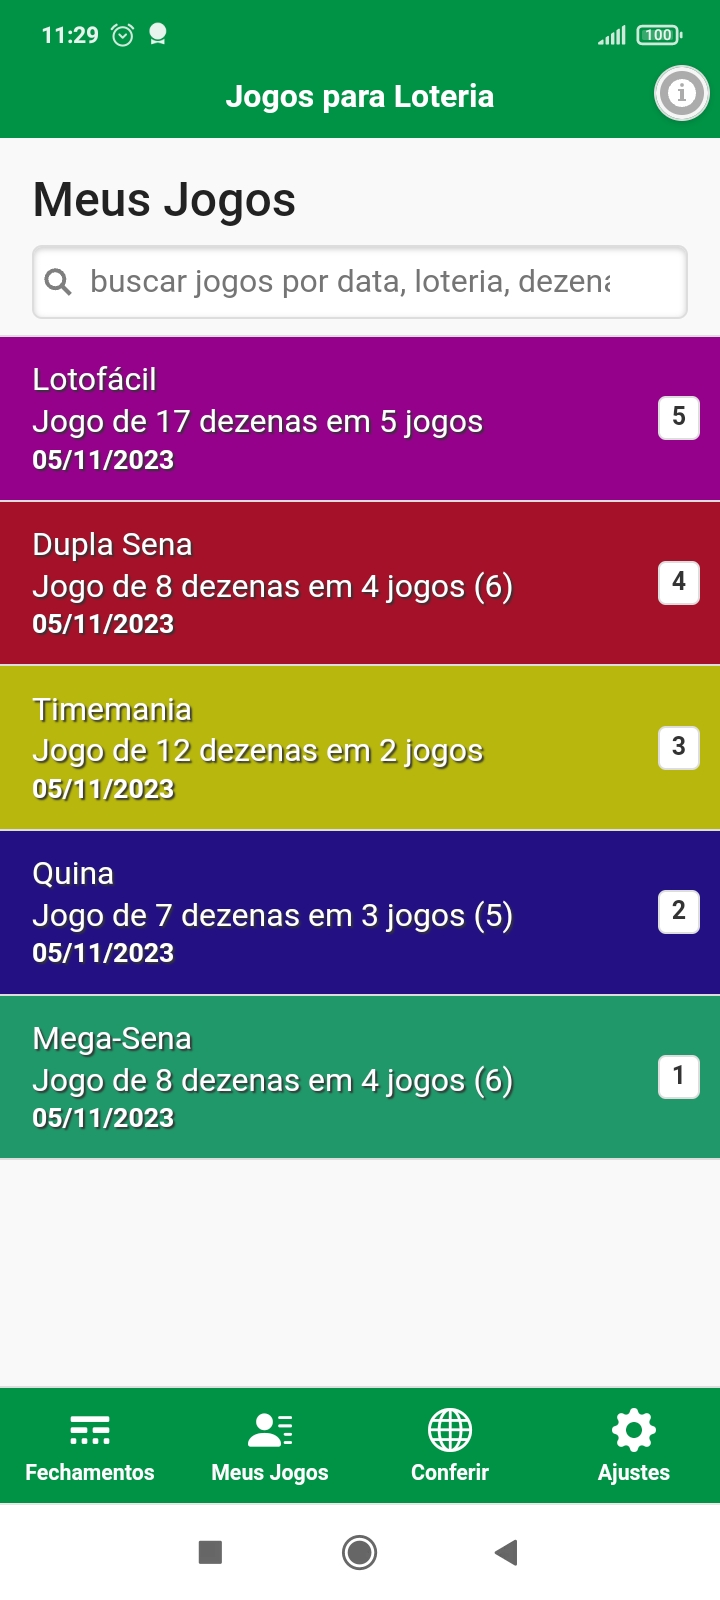 11:29
100
Jogos para Loteria
Meus Jogos
buscar jogos por data, loteria, dezena
Lotofácil
Jogo de 17 dezenas em 5 jogos
5
05/11/2023
Dupla Sena
Jogo de 8 dezenas em 4 jogos (6)
4
05/11/2023
Timemania
Jogo de 12 dezenas em 2 jogos
3
05/11/2023
Quina
Jogo de 7 dezenas em 3 jogos (5)
2
05/11/2023
Mega-Sena
Jogo de 8 dezenas em 4 jogos (6)
1
05/11/2023
Fechamentos
Meus Jogos
Conferir
Ajustes